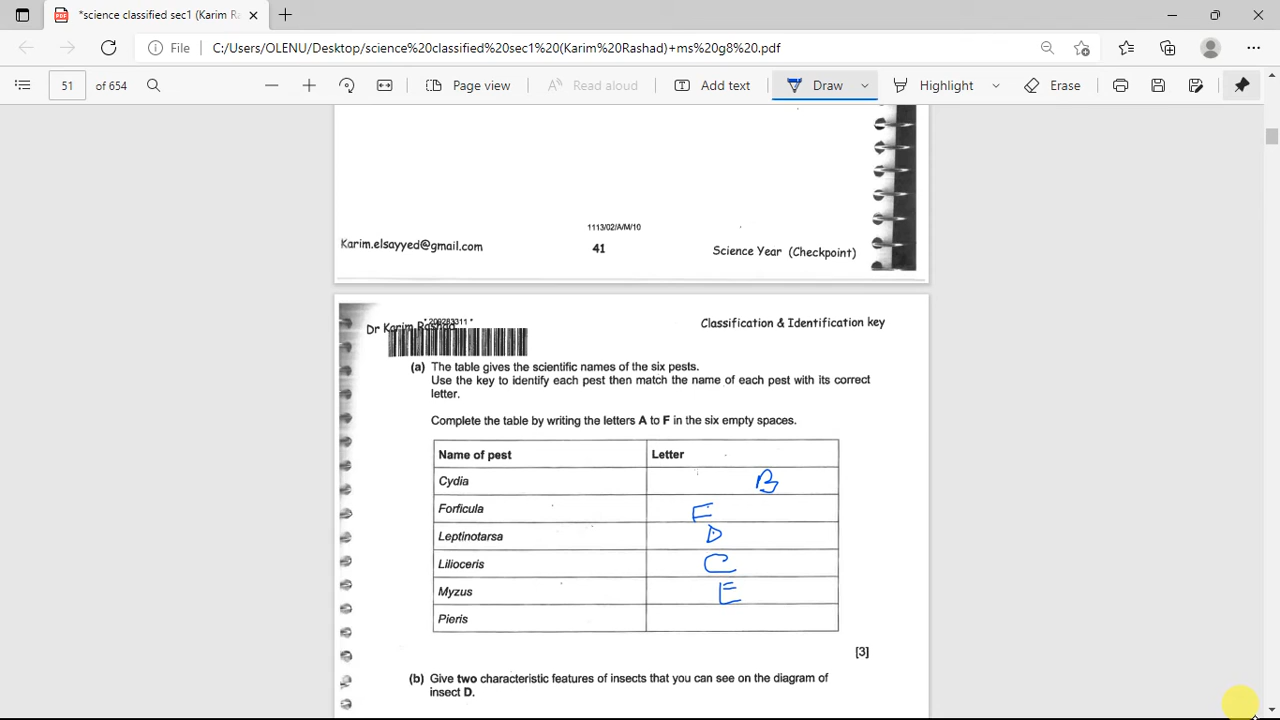 *science classified sec1 (Karim Ra
File
C:/Users/OLENU/Desktop/science%20classified%20sec1%20(Karim%20Rashad)+ms%20g8%20.pdf
51 of 654
Page view
Read aloud
Add text
Draw
Highlight
Erase
1113/02/A/M/10
Karim.elsayyed@gmail.com
41
Science Year (Checkpoint)
Dr Karim Rashad
Classification & Identification key
(a) The table gives the scientific names of the six pests.
Use the key to identify each pest then match the name of each pest with its correct
letter.
Complete the table by writing the letters A to F in the six empty spaces.
Name of pest Letter
Cydia B
Forficula F
Leptinotarsa D
Lilioceris C
Myzus E
Pieris
[3]
(b) Give two characteristic features of insects that you can see on the diagram of
insect D.